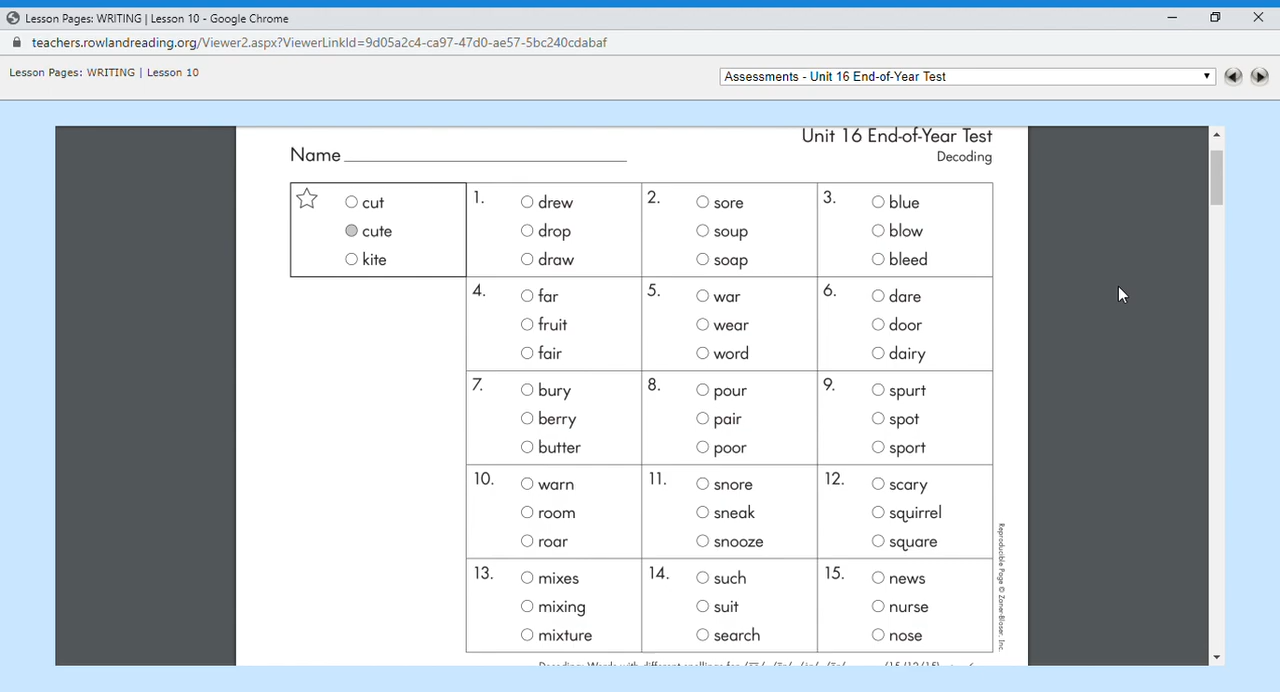 Lesson Pages: WRITING | Lesson 10 - Google Chrome
teachers.rowlandreading.org/Viewer2.aspx?ViewerLinkId=9d05a2c4-ca97-47d0-ae57-5bc240cdabaf
Lesson Pages: WRITING | Lesson 10
Assessments - Unit 16 End-of-Year Test
Unit 16 End-of-Year Test
Name
Decoding
cut
cute
kite
1.
drew
drop
draw
2.
sore
soup
soap
3.
blue
blow
bleed
4.
far
fruit
fair
5.
war
wear
word
6.
dare
door
dairy
7.
bury
berry
butter
8.
pour
pair
poor
9.
spurt
spot
sport
10.
warn
room
roar
11.
snore
sneak
snooze
12.
scary
squirrel
square
13.
mixes
mixing
mixture
14.
such
suit
search
15.
news
nurse
nose
Reproducible Page © Zaner-Bloser, Inc.